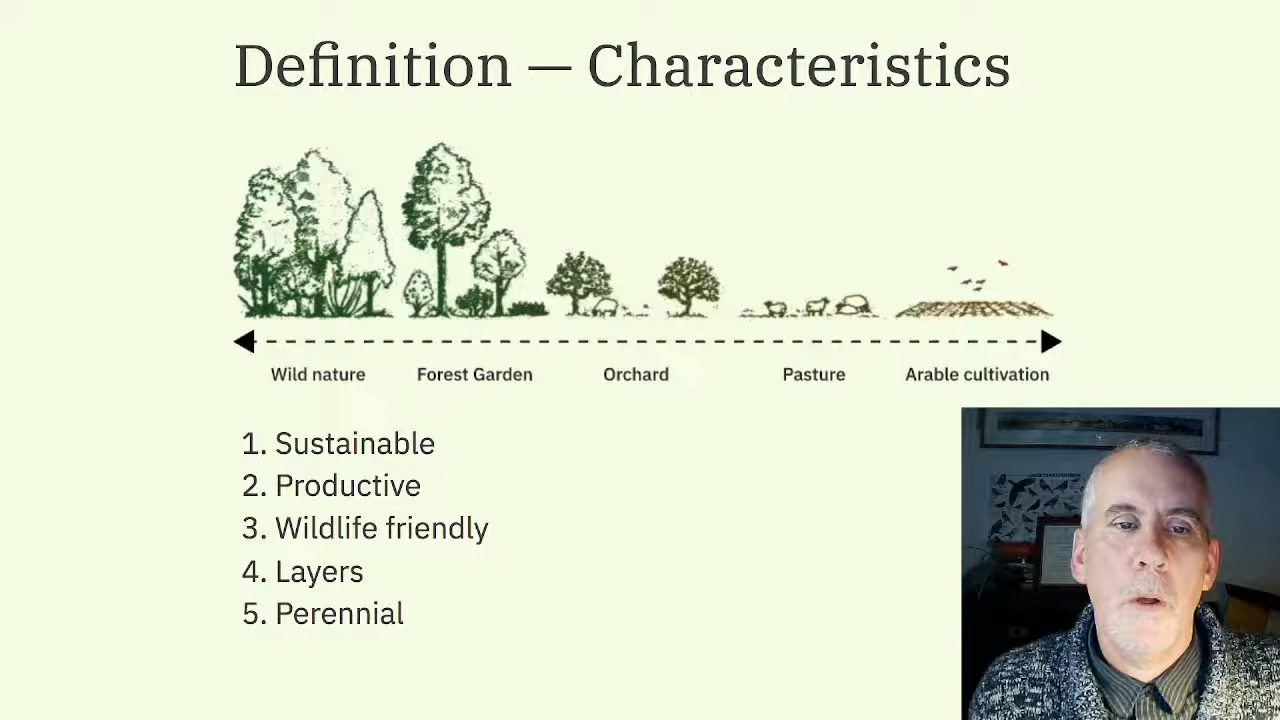 Definition — Characteristics
Wild nature Forest Garden Orchard Pasture Arable cultivation
1. Sustainable
2. Productive
3. Wildlife friendly
4. Layers
5. Perennial